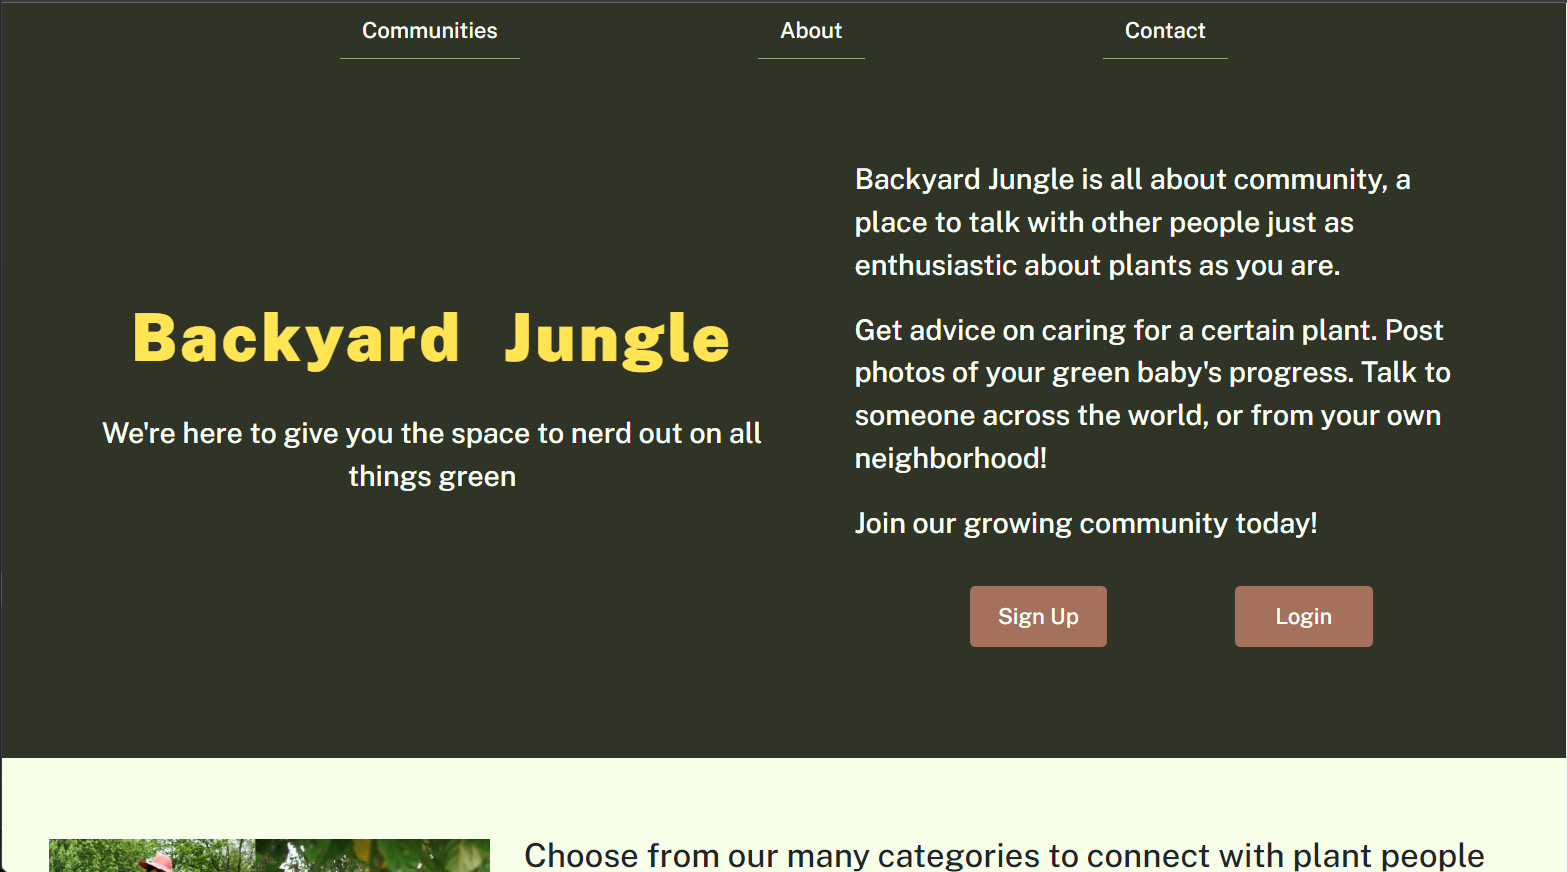 Communities
About
Contact
Backyard Jungle
We're here to give you the space to nerd out on all
things green
Backyard Jungle is all about community, a
place to talk with other people just as
enthusiastic about plants as you are.
Get advice on caring for a certain plant. Post
photos of your green baby's progress. Talk to
someone across the world, or from your own
neighborhood!
Join our growing community today!
Sign Up
Login
Choose from our many categories to connect with plant people